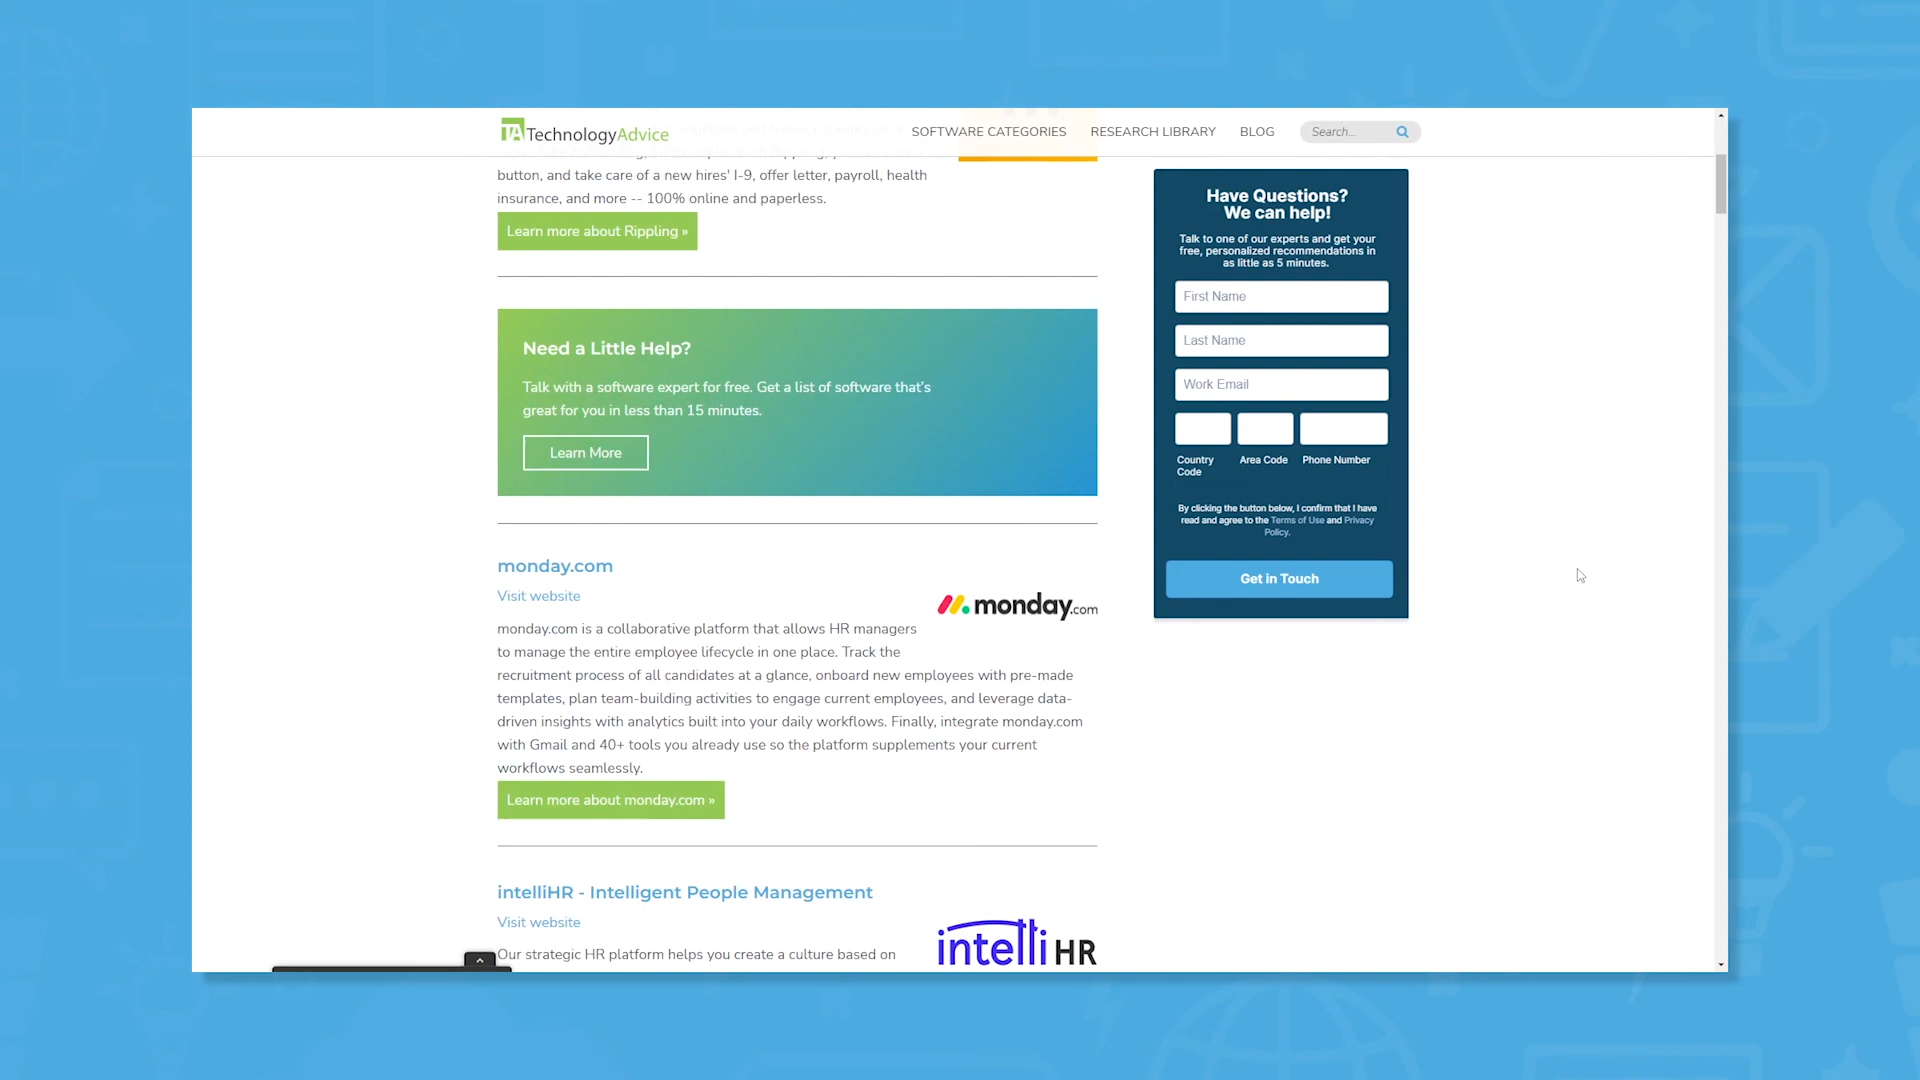 TA TechnologyAdvice
SOFTWARE CATEGORIES
RESEARCH LIBRARY
BLOG
Search...
button, and take care of a new hires' I-9, offer letter, payroll, health
insurance, and more -- 100% online and paperless.
Learn more about Rippling »
Need a Little Help?
Talk with a software expert for free. Get a list of software that's
great for you in less than 15 minutes.
Learn More
monday.com
Visit website
monday.com
monday.com is a collaborative platform that allows HR managers
to manage the entire employee lifecycle in one place. Track the
recruitment process of all candidates at a glance, onboard new employees with pre-made
templates, plan team-building activities to engage current employees, and leverage data-
driven insights with analytics built into your daily workflows. Finally, integrate monday.com
with Gmail and 40+ tools you already use so the platform supplements your current
workflows seamlessly.
Learn more about monday.com »
intelliHR - Intelligent People Management
Visit website
intelliHR
Our strategic HR platform helps you create a culture based on
Have Questions?
We can help!
Talk to one of our experts and get your
free, personalized recommendations in
as little as 5 minutes.
First Name
Last Name
Work Email
Country
Code
Area Code
Phone Number
By clicking the button below, I confirm that I have
read and agree to the Terms of Use and Privacy
Policy.
Get in Touch